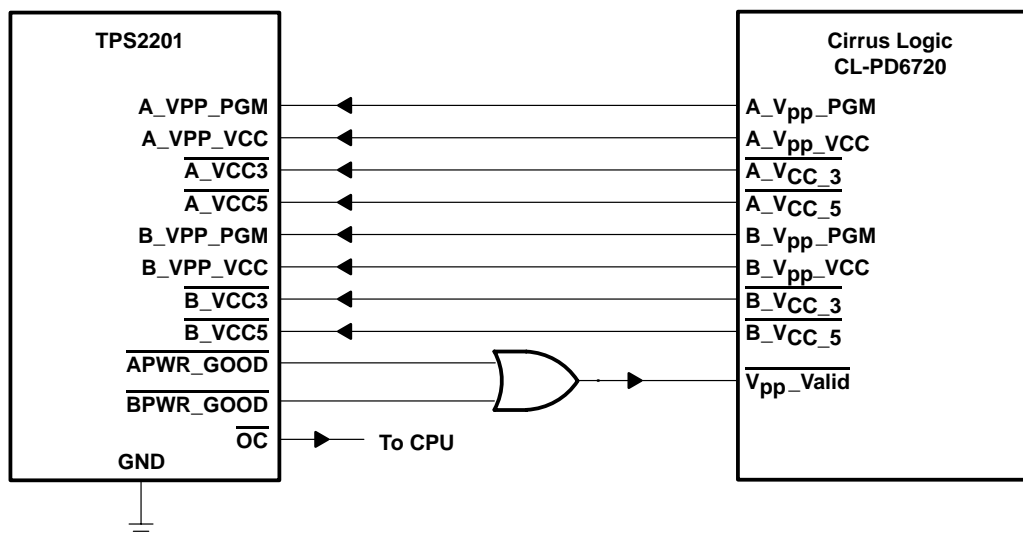 TPS2201
A_VPP_PGM
A_VPP_VCC
A_VCC3
A_VCC5
B_VPP_PGM
B_VPP_VCC
B_VCC3
B_VCC5
APWR_GOOD
BPWR_GOOD
OC
GND
To CPU
Cirrus Logic
CL-PD6720
A_Vpp_PGM
A_Vpp_VCC
A_VCC_3
A_VCC_5
B_Vpp_PGM
B_Vpp_VCC
B_VCC_3
B_VCC_5
Vpp_Valid